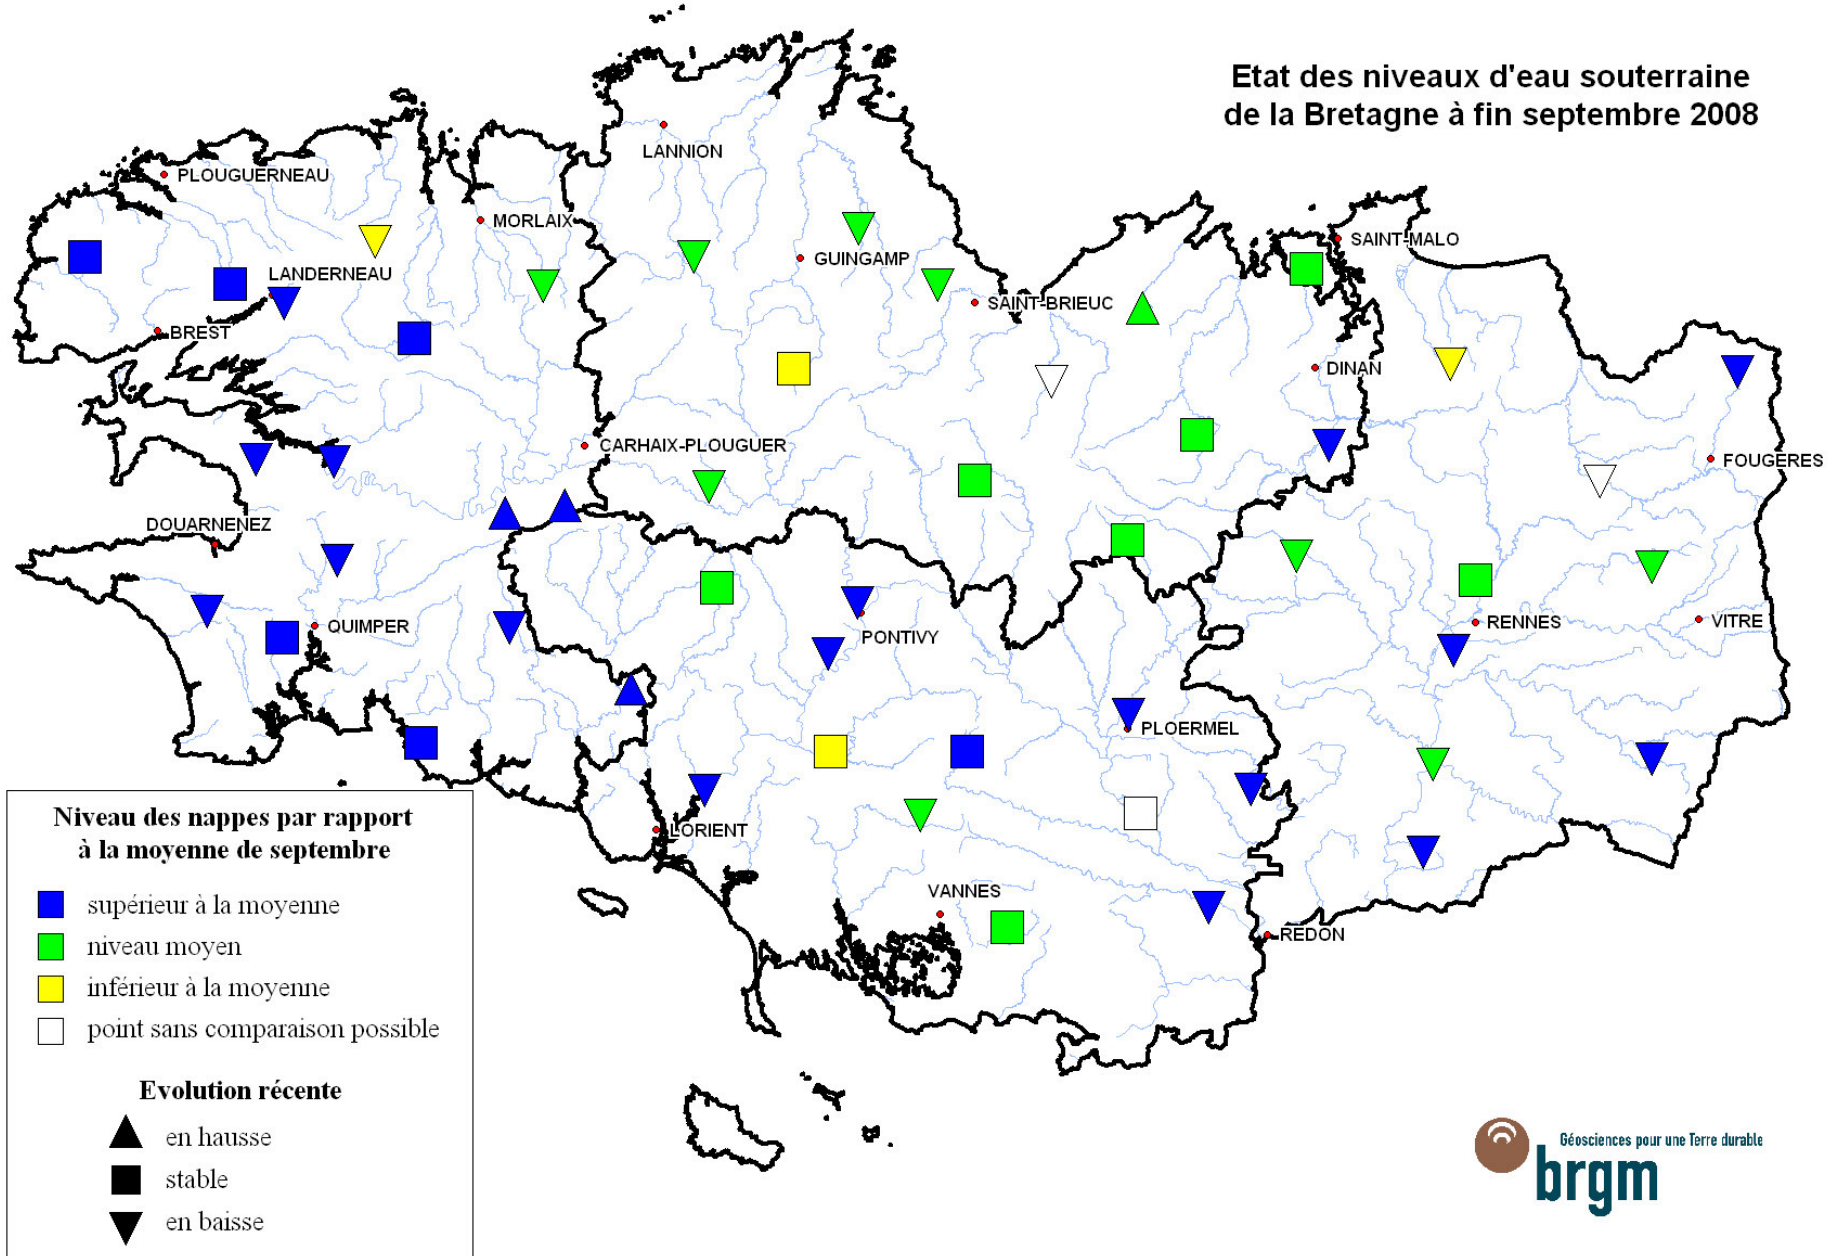 Etat des niveaux d'eau souterraine
de la Bretagne à fin septembre 2008
LANNION
PLOUGUERNEAU
MORLAIX
SAINT-MALO
GUINGAMP
LANDERNEAU
SAINT-BRIEUC
BREST
DINAN
CARHAIX-PLOUGUER
FOUGERES
DOUARNENEZ
QUIMPER
RENNES
VITRE
PONTIVY
PLOERMEL
LORIENT
VANNES
REDON
Niveau des nappes par rapport
à la moyenne de septembre
supérieur à la moyenne
niveau moyen
inférieur à la moyenne
point sans comparaison possible
Evolution récente
en hausse
stable
en baisse
Géosciences pour une Terre durable
brgm